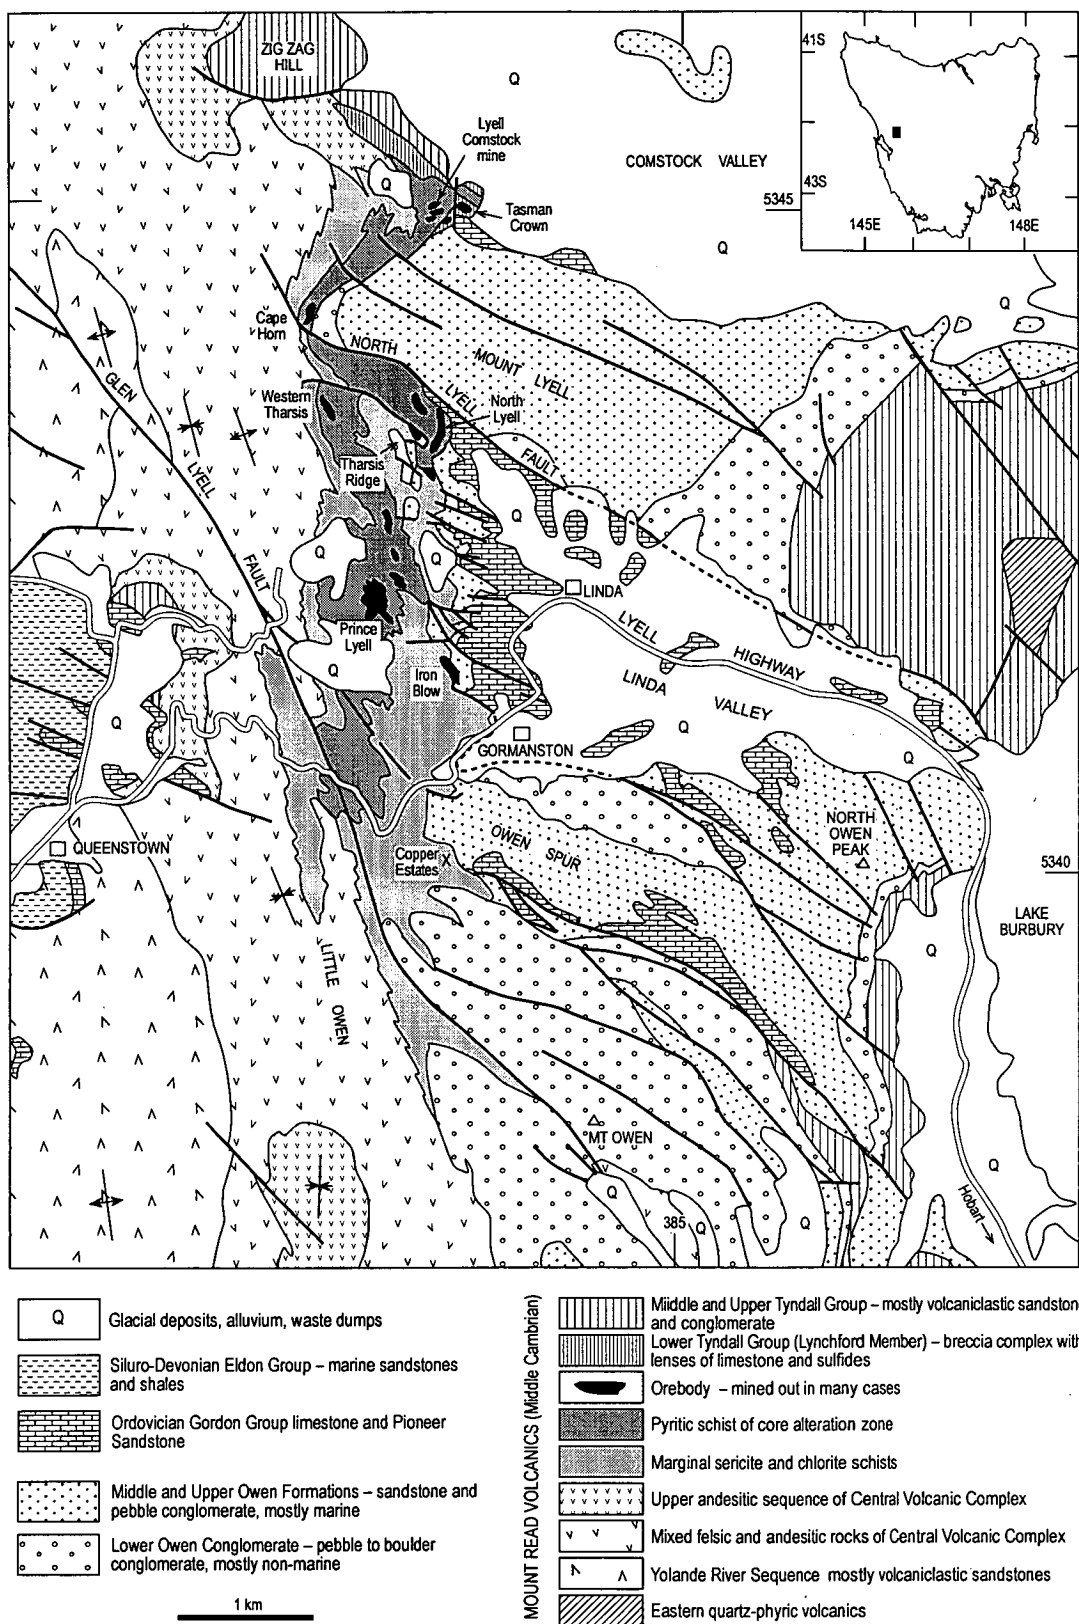 ZIG ZAG
HILL
Q
Lyell
Comstock
mine
COMSTOCK VALLEY
41S
43S
145E
148E
5345
Q
Tasman
Crown
Q
Q
Cape
Horn
NORTH
MOUNT LYELL
LYELL
North
Lyell
FAULT
Western
Tharsis
GLEN
LYELL
FAULT
Tharsis
Ridge
Q
Q
Q
LINDA
LYELL
HIGHWAY
Prince
Lyell
Q
Iron
Blow
LINDA
VALLEY
Q
Q
Q
GORMANSTON
QUEENSTOWN
Copper
Estates
X
OWEN SPUR
NORTH
OWEN
PEAK
5340
LAKE
BURBURY
Q
LITTLE OWEN
MT OWEN
Q
Q
Q
Q
385
Hobart
Q
Glacial deposits, alluvium, waste dumps
Siluro-Devonian Eldon Group – marine sandstones
and shales
Ordovician Gordon Group limestone and Pioneer
Sandstone
Middle and Upper Owen Formations – sandstone and
pebble conglomerate, mostly marine
Lower Owen Conglomerate – pebble to boulder
conglomerate, mostly non-marine
1 km
MOUNT READ VOLCANICS (Middle Cambrian)
Miiddle and Upper Tyndall Group – mostly volcaniclastic sandston
and conglomerate
Lower Tyndall Group (Lynchford Member) – breccia complex with
lenses of limestone and sulfides
Orebody – mined out in many cases
Pyritic schist of core alteration zone
Marginal sericite and chlorite schists
Upper andesitic sequence of Central Volcanic Complex
Mixed felsic and andesitic rocks of Central Volcanic Complex
Yolande River Sequence mostly volcaniclastic sandstones
Eastern quartz-phyric volcanics